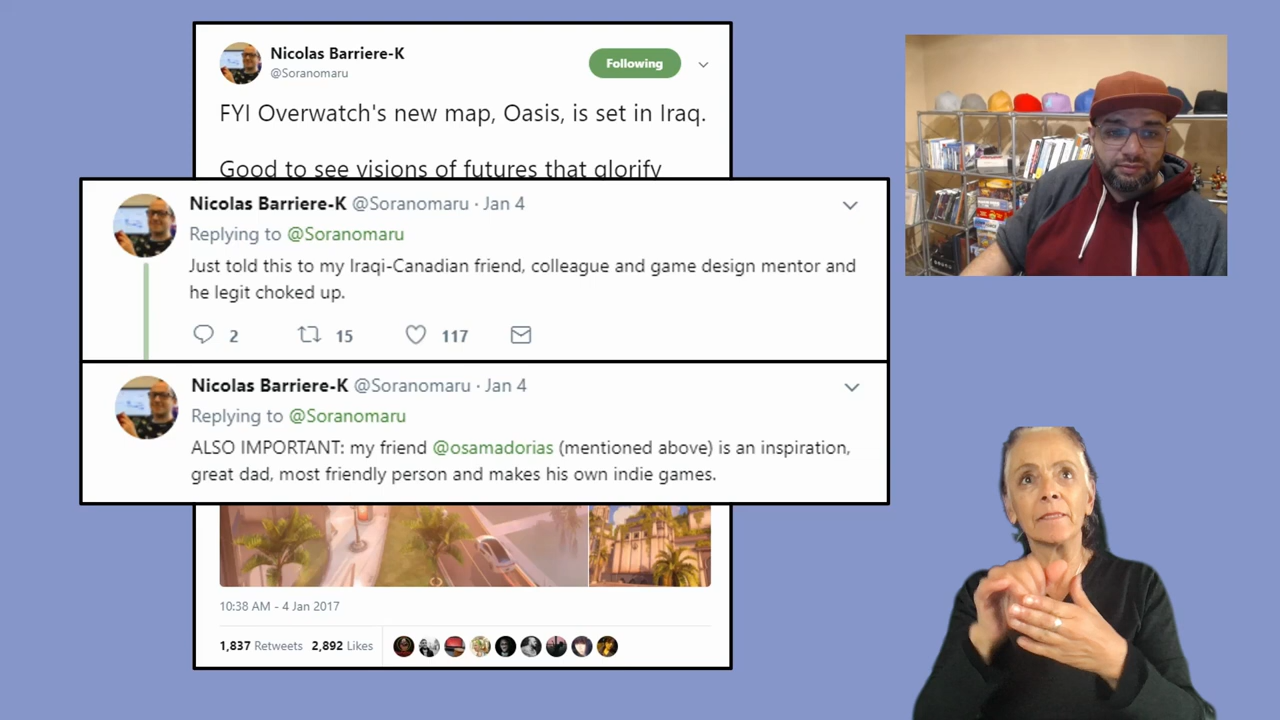 Nicolas Barriere-K
@Soranomaru
Following
FYI Overwatch's new map, Oasis, is set in Iraq.
Good to see visions of futures that glorify
Nicolas Barriere-K @Soranomaru · Jan 4
Replying to @Soranomaru
Just told this to my Iraqi-Canadian friend, colleague and game design mentor and
he legit choked up.
2 15 117
Nicolas Barriere-K @Soranomaru · Jan 4
Replying to @Soranomaru
ALSO IMPORTANT: my friend @osamadorias (mentioned above) is an inspiration,
great dad, most friendly person and makes his own indie games.
10:38 AM - 4 Jan 2017
1,837 Retweets 2,892 Likes